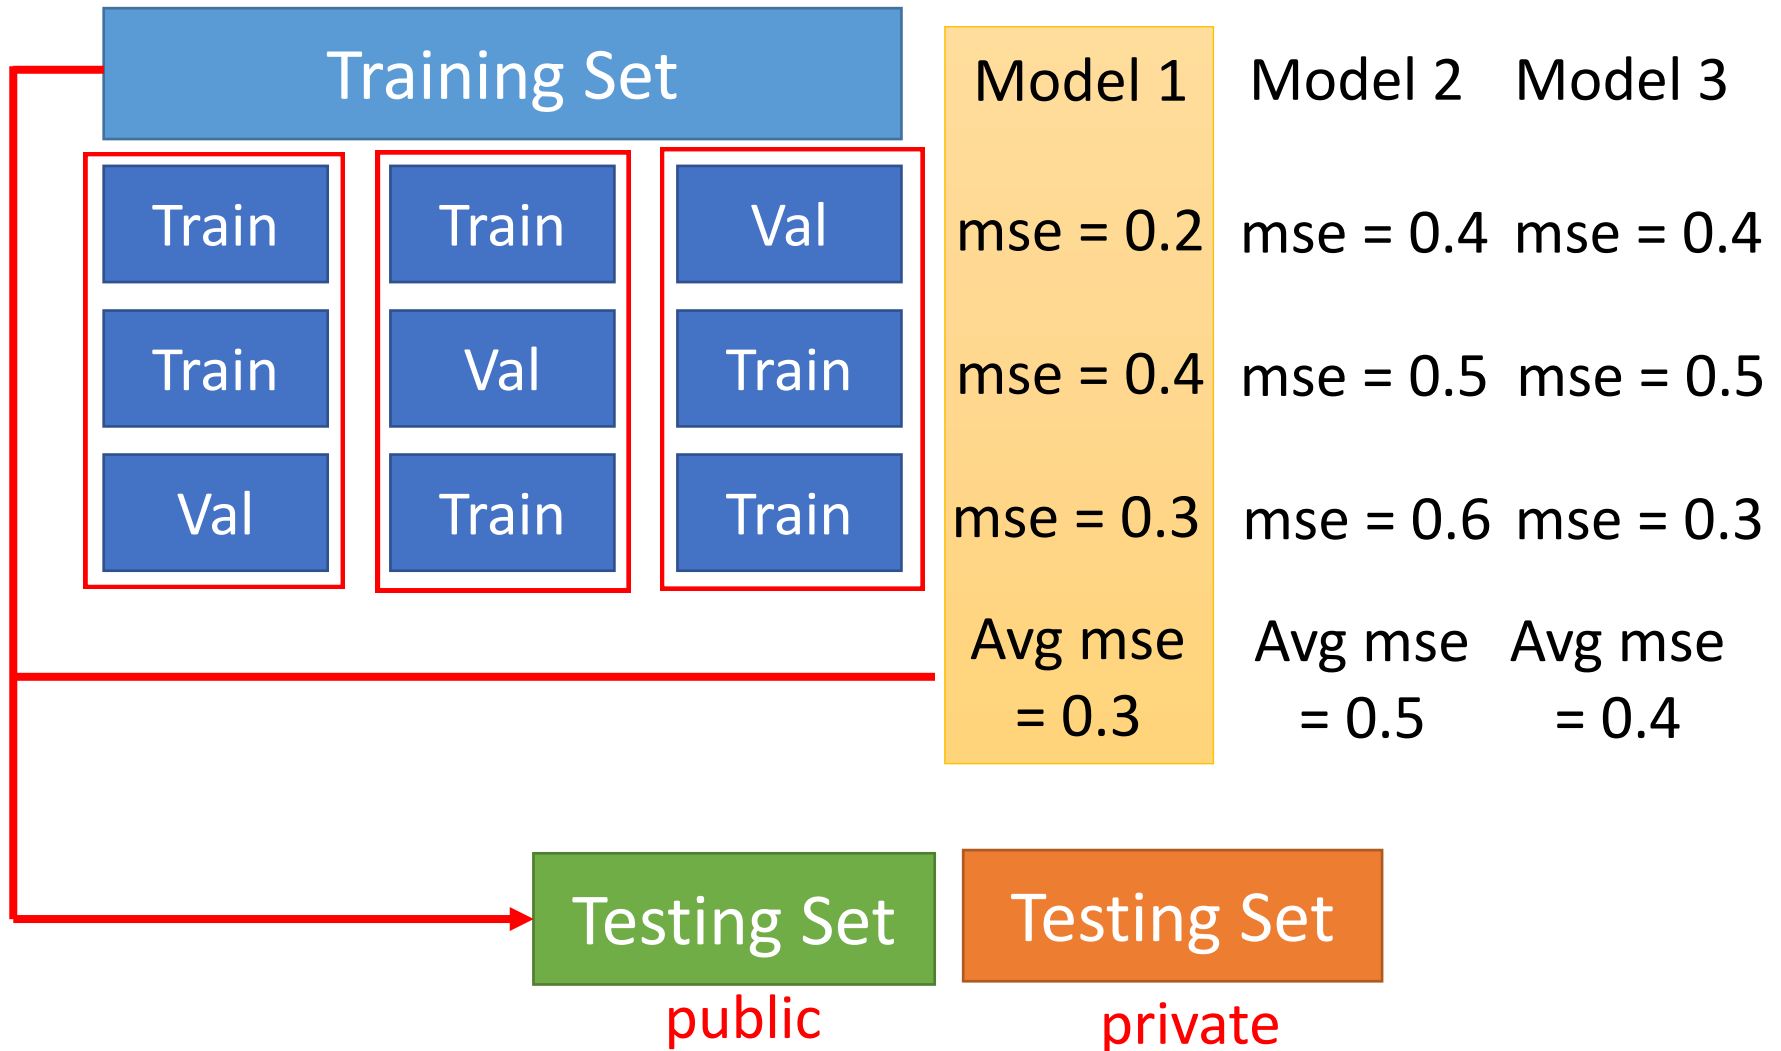 Training Set
Model 1 Model 2 Model 3
Train Train Val mse = 0.2 mse = 0.4 mse = 0.4
Train Val Train mse = 0.4 mse = 0.5 mse = 0.5
Val Train Train mse = 0.3 mse = 0.6 mse = 0.3
Avg mse Avg mse Avg mse
= 0.3 = 0.5 = 0.4
Testing Set Testing Set
public private